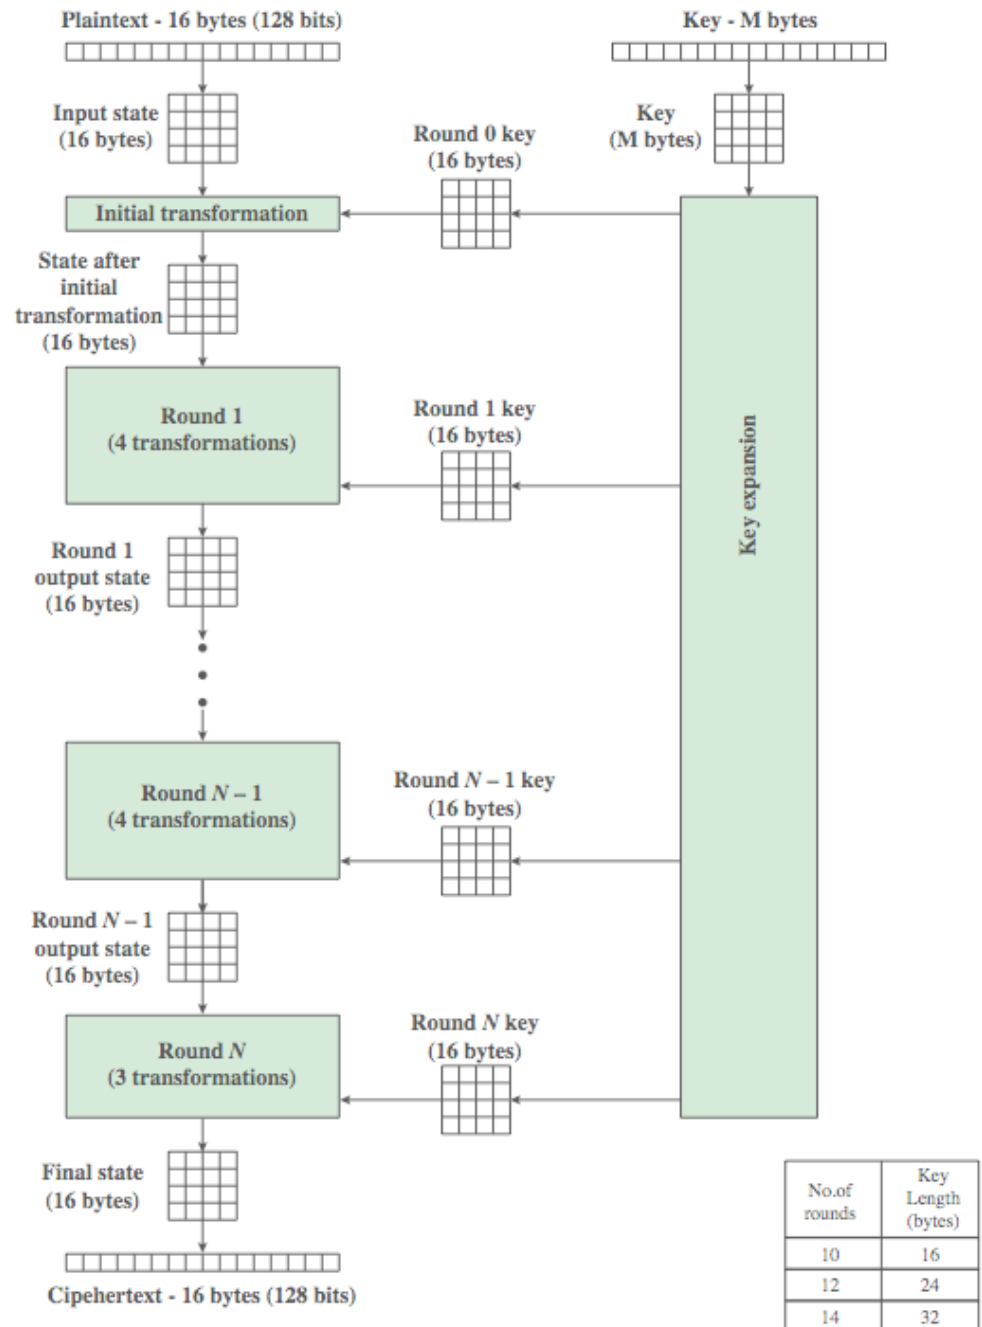 Plaintext - 16 bytes (128 bits)
Key - M bytes
Input state
(16 bytes)
Key
(M bytes)
Round 0 key
(16 bytes)
Initial transformation
State after
initial
transformation
(16 bytes)
Round 1
(4 transformations)
Round 1 key
(16 bytes)
Key expansion
Round 1
output state
(16 bytes)
Round N – 1
(4 transformations)
Round N – 1 key
(16 bytes)
Round N – 1
output state
(16 bytes)
Round N
(3 transformations)
Round N key
(16 bytes)
Final state
(16 bytes)
Cipehertext - 16 bytes (128 bits)
No.of
rounds
Key
Length
(bytes)
10 16
12 24
14 32